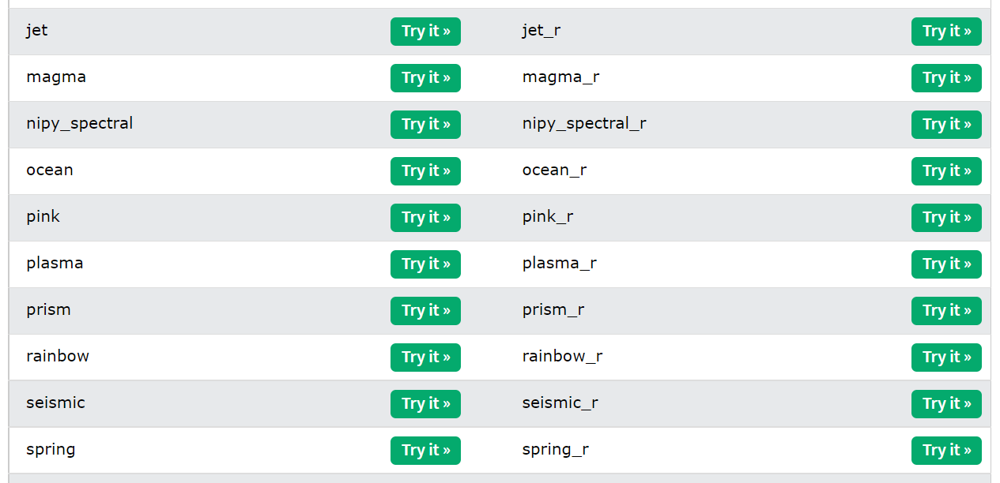 jet Try it » jet_r Try it »
magma Try it » magma_r Try it »
nipy_spectral Try it » nipy_spectral_r Try it »
ocean Try it » ocean_r Try it »
pink Try it » pink_r Try it »
plasma Try it » plasma_r Try it »
prism Try it » prism_r Try it »
rainbow Try it » rainbow_r Try it »
seismic Try it » seismic_r Try it »
spring Try it » spring_r Try it »